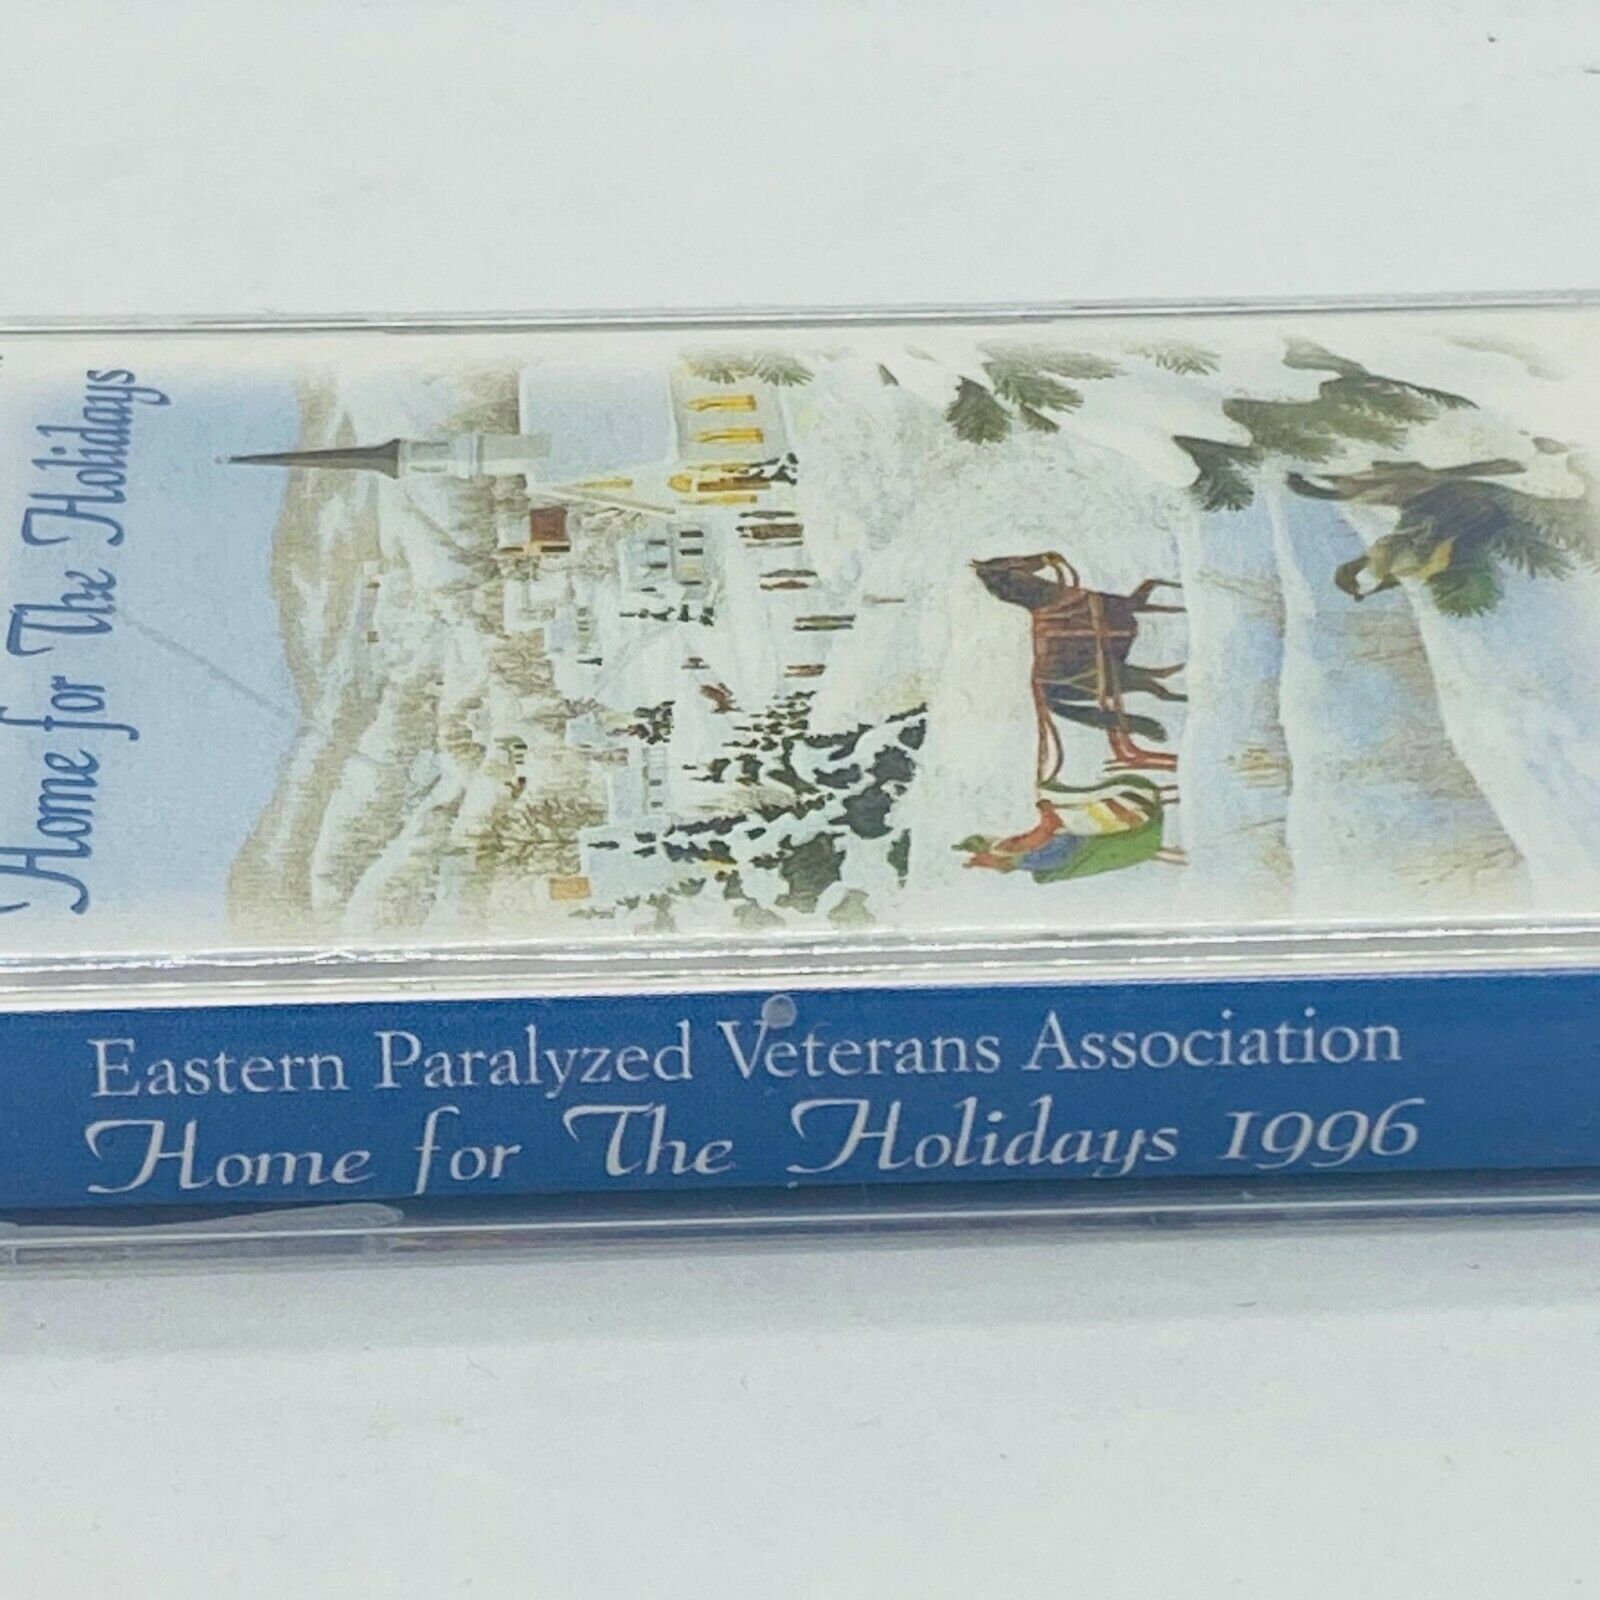 Home for The Holidays
Eastern Paralyzed Veterans Association
Home for The Holidays 1996